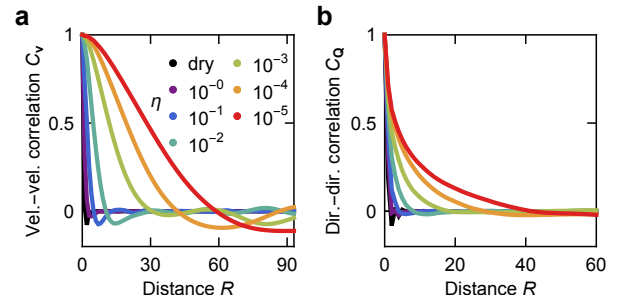 a
Vel.–vel. correlation Cᵥ
1
0.5
0
0
30
60
90
Distance R
η
dry
10⁻⁰
10⁻¹
10⁻²
10⁻³
10⁻⁴
10⁻⁵
b
Dir.–dir. correlation C_Q
1
0.5
0
0
20
40
60
Distance R